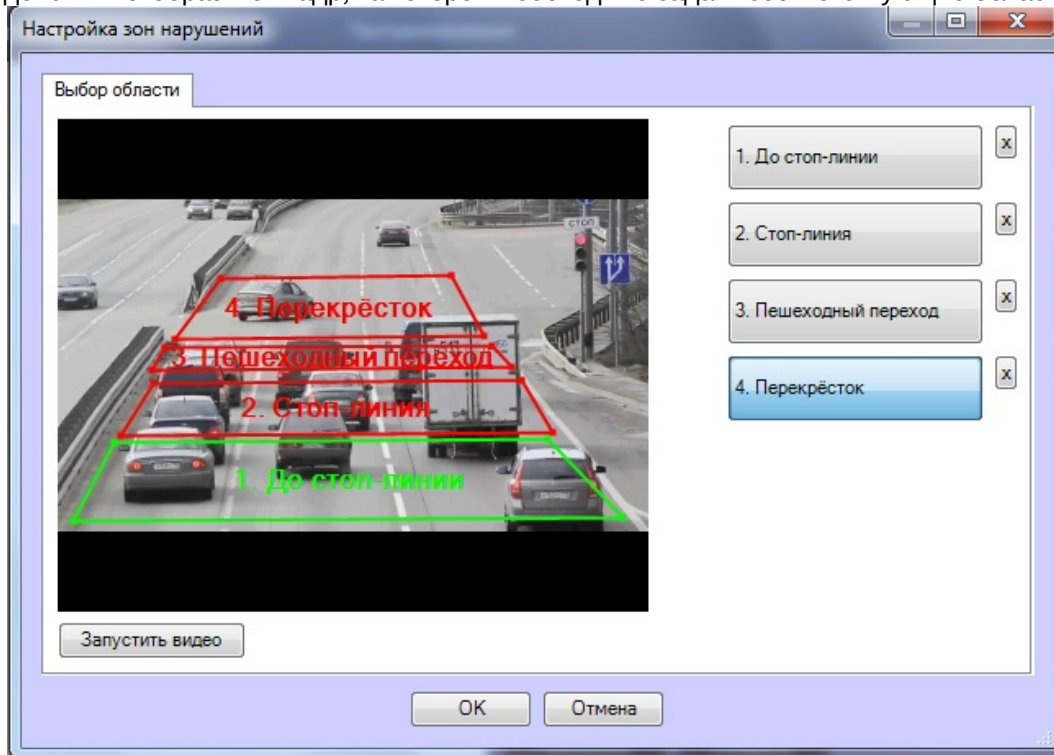 Настройка зон нарушений
Выбор области
стоп
4. Перекрёсток
3. Пешеходный переход
2. Стоп-линия
1. До стоп-линии
1. До стоп-линии
x
2. Стоп-линия
x
3. Пешеходный переход
x
4. Перекрёсток
x
Запустить видео
OK
Отмена